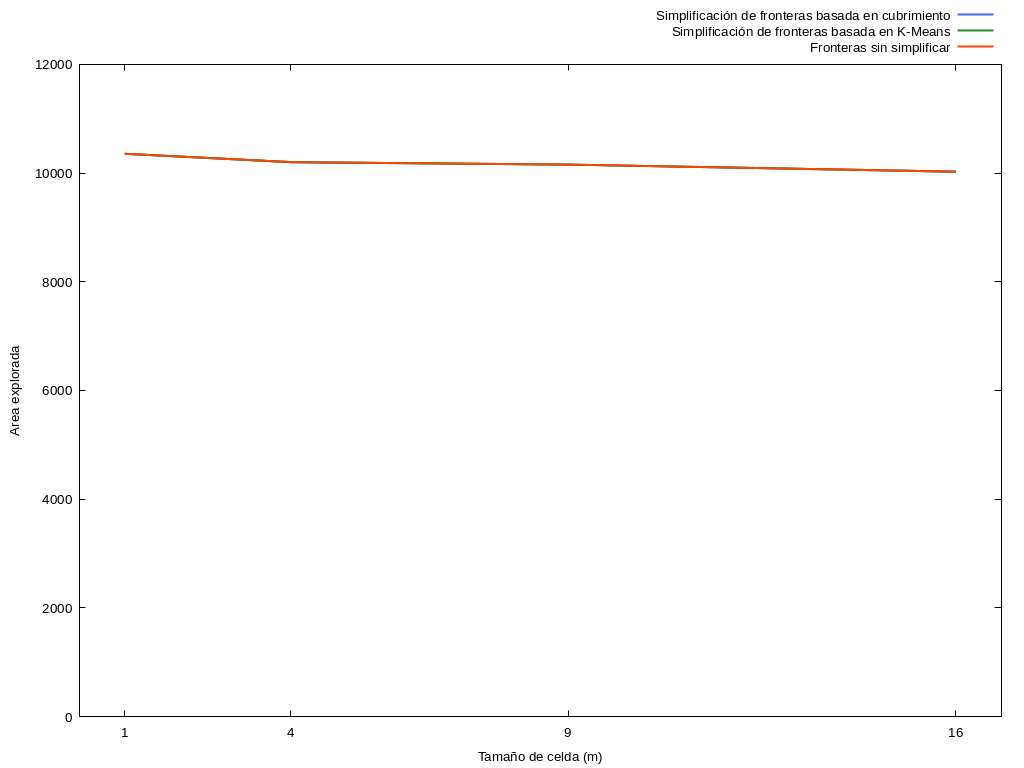 Simplificación de fronteras basada en cubrimiento
Simplificación de fronteras basada en K-Means
Fronteras sin simplificar
12000
10000
8000
6000
4000
2000
0
Area explorada
1 4 9 16
Tamaño de celda (m)